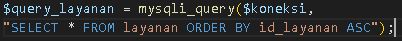 $query_layanan = mysqli_query($koneksi,
"SELECT * FROM layanan ORDER BY id_layanan ASC");